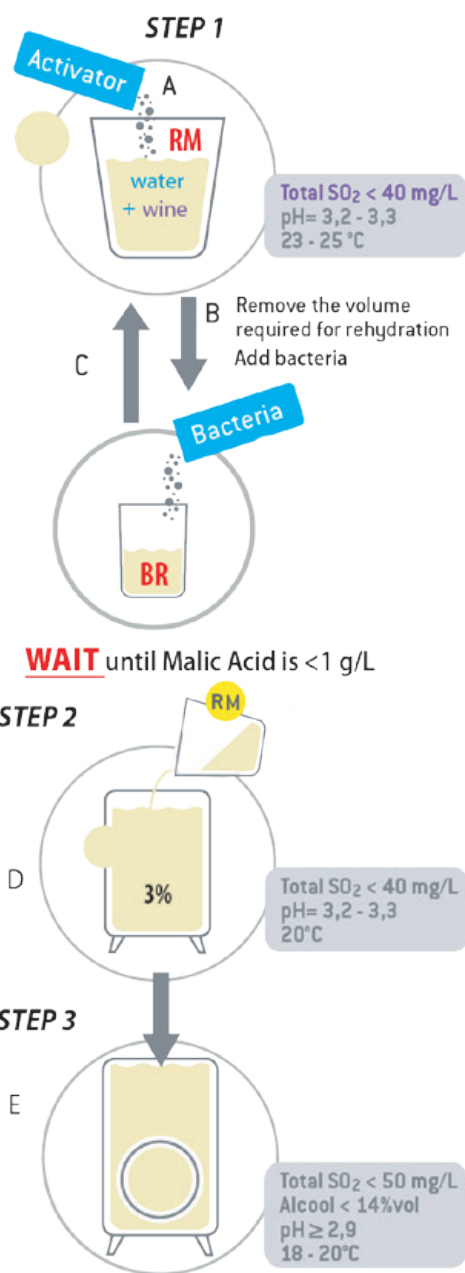 STEP 1
Activator
A
RM
water
+ wine
Total SO₂ < 40 mg/L
pH= 3,2 - 3,3
23 - 25 °C
B
Remove the volume
required for rehydration
Add bacteria
C
Bacteria
BR
WAIT until Malic Acid is <1 g/L
STEP 2
RM
D
3%
Total SO₂ < 40 mg/L
pH= 3,2 - 3,3
20°C
STEP 3
E
Total SO₂ < 50 mg/L
Alcool < 14%vol
pH ≥ 2,9
18 - 20°C